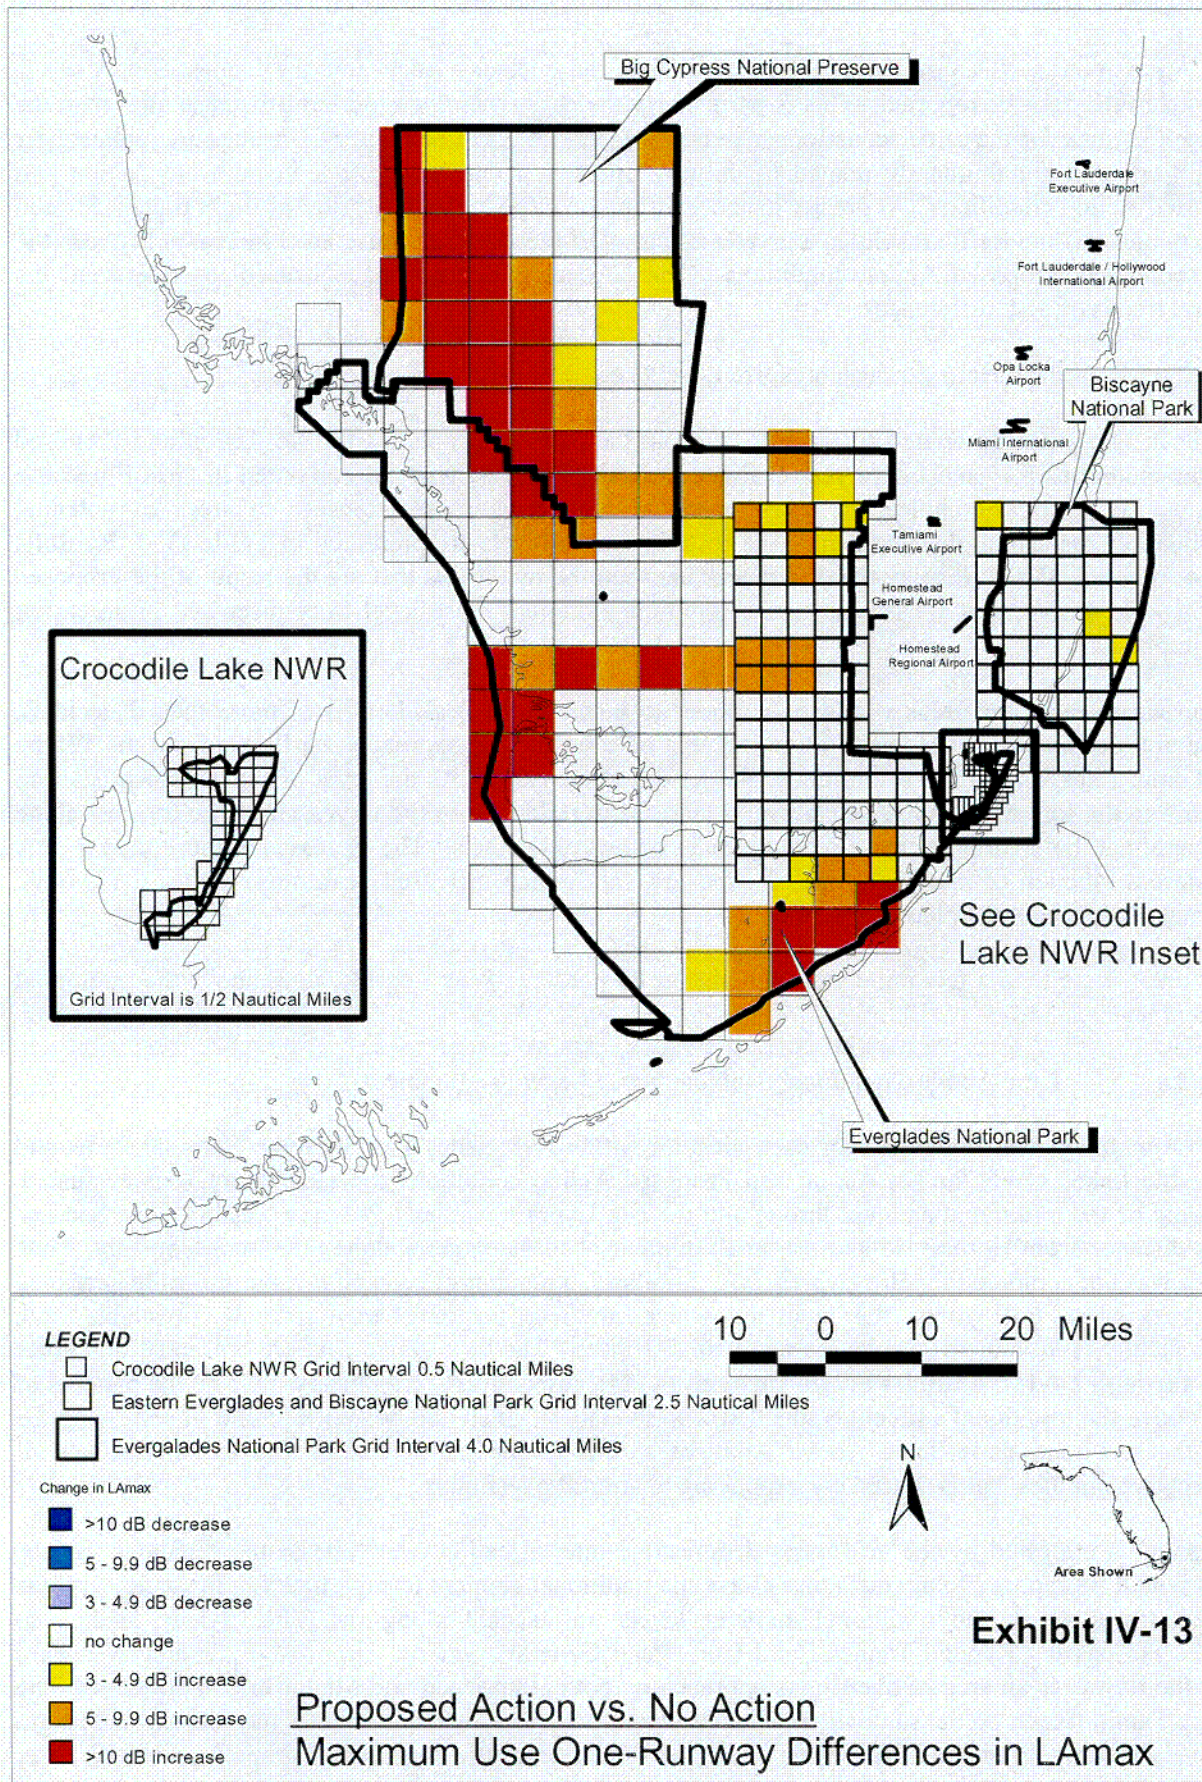 Big Cypress National Preserve
Fort Lauderdale
Executive Airport
Fort Lauderdale / Hollywood
International Airport
Opa Locka
Airport
Biscayne
National Park
Miami International
Airport
Tamiami
Executive Airport
Homestead
General Airport
Homestead
Regional Airport
Crocodile Lake NWR
Grid Interval is 1/2 Nautical Miles
See Crocodile
Lake NWR Inset
Everglades National Park
LEGEND
Crocodile Lake NWR Grid Interval 0.5 Nautical Miles
Eastern Everglades and Biscayne National Park Grid Interval 2.5 Nautical Miles
Evergalades National Park Grid Interval 4.0 Nautical Miles
10 0 10 20 Miles
N
Area Shown
Change in LAmax
>10 dB decrease
5 - 9.9 dB decrease
3 - 4.9 dB decrease
no change
3 - 4.9 dB increase
5 - 9.9 dB increase
>10 dB increase
Exhibit IV-13
Proposed Action vs. No Action
Maximum Use One-Runway Differences in LAmax